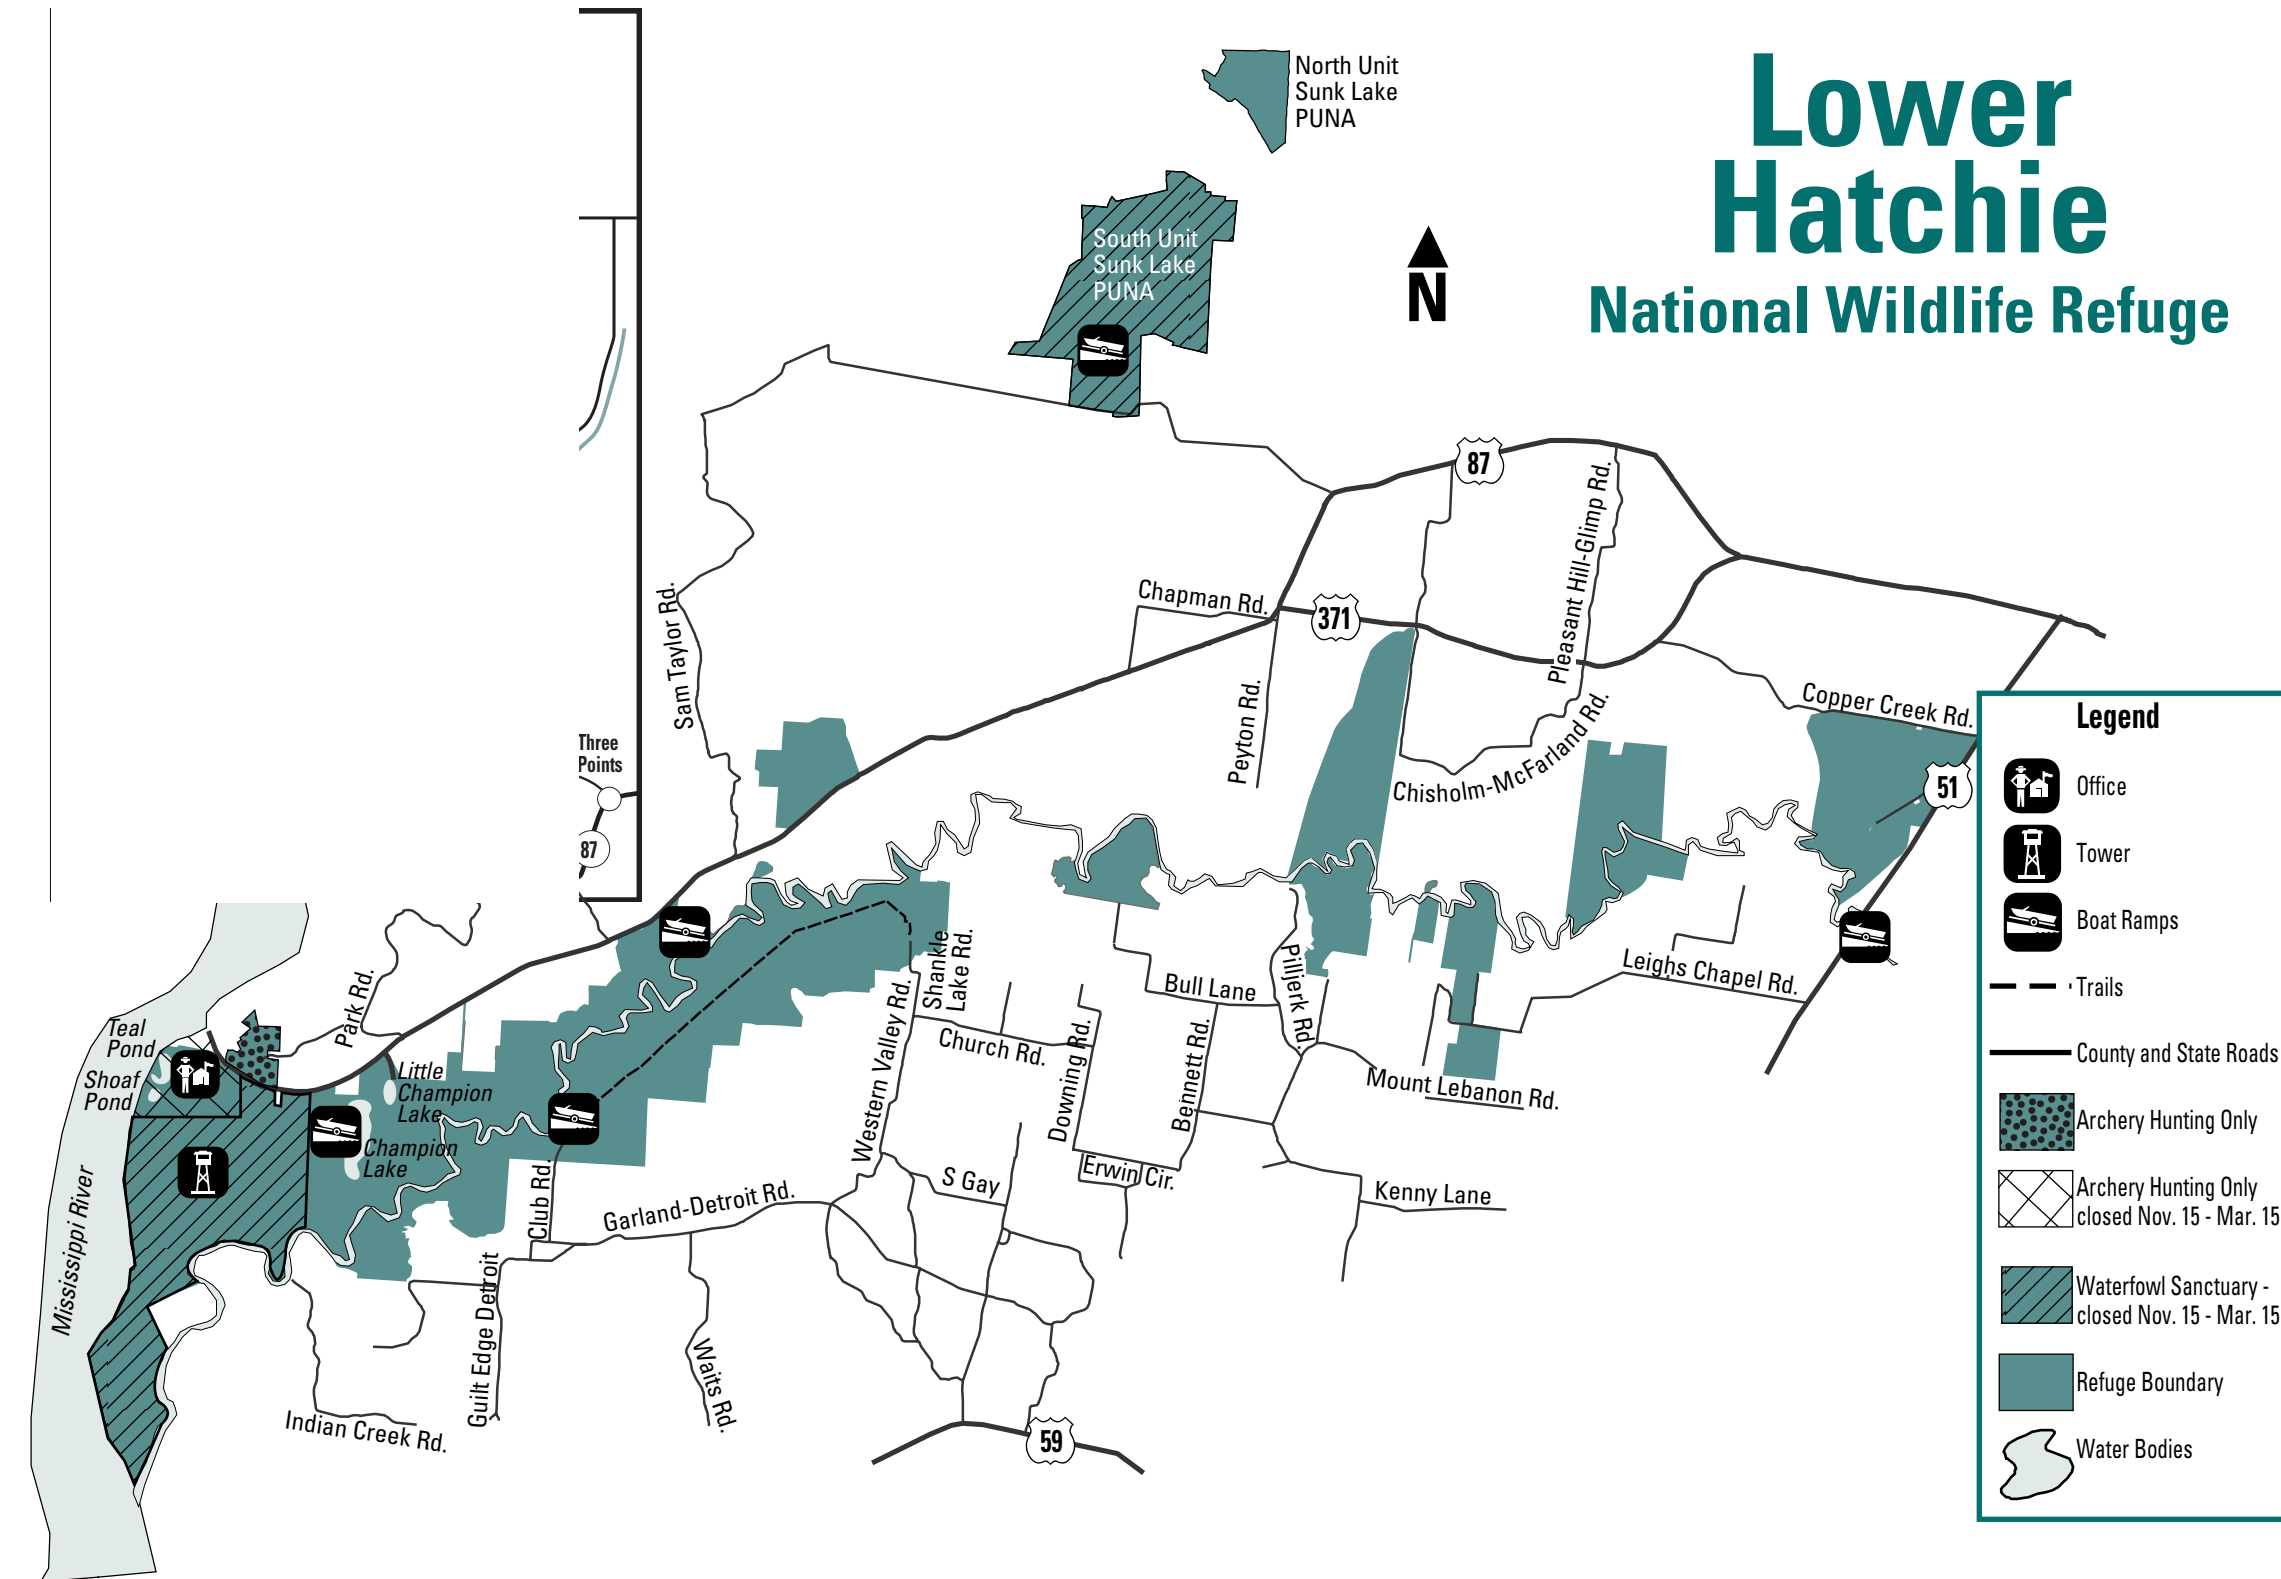 Lower
Hatchie
National Wildlife Refuge
North Unit
Sunk Lake
PUNA
South Unit
Sunk Lake
PUNA
N
87
371
Pleasant Hill-Glimp Rd.
Chapman Rd.
Sam Taylor Rd.
Peyton Rd.
Chisholm-McFarland Rd.
Copper Creek Rd.
51
Three
Points
87
Park Rd.
Shankle
Lake Rd.
Western Valley Rd.
Bull Lane
Church Rd.
Downing Rd.
Bennett Rd.
Pilljerk Rd.
Leighs Chapel Rd.
Mount Lebanon Rd.
Teal
Pond
Shoaf
Pond
Little
Champion
Lake
Champion
Lake
Mississippi River
Club Rd.
Garland-Detroit Rd.
S Gay
Erwin Cir.
Kenny Lane
Guilt Edge Detroit
Waits Rd.
Indian Creek Rd.
59
Legend
Office
Tower
Boat Ramps
Trails
County and State Roads
Archery Hunting Only
Archery Hunting Only
closed Nov. 15 - Mar. 15
Waterfowl Sanctuary -
closed Nov. 15 - Mar. 15
Refuge Boundary
Water Bodies